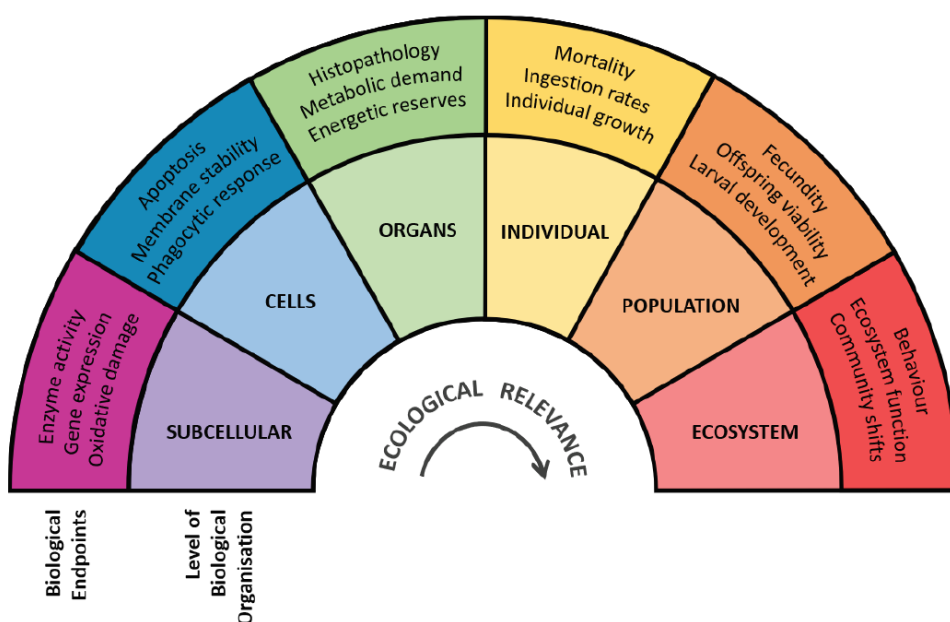 Enzyme activity
Gene expression
Oxidative damage
SUBCELLULAR
Apoptosis
Membrane stability
Phagocytic response
CELLS
Histopathology
Metabolic demand
Energetic reserves
ORGANS
Mortality
Ingestion rates
Individual growth
INDIVIDUAL
Fecundity
Offspring viability
Larval development
POPULATION
Behaviour
Ecosystem function
Community shifts
ECOSYSTEM
ECOLOGICAL RELEVANCE
Biological
Endpoints
Level of
Biological
Organisation